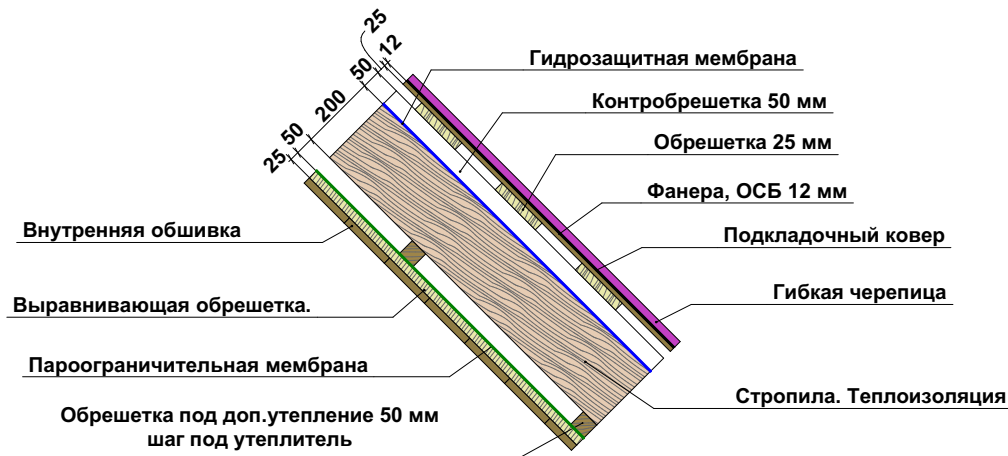 25
12
50
200
50
25
Гидрозащитная мембрана
Контробрешетка 50 мм
Обрешетка 25 мм
Фанера, ОСБ 12 мм
Подкладочный ковер
Гибкая черепица
Стропила. Теплоизоляция
Внутренняя обшивка
Выравнивающая обрешетка.
Пароограничительная мембрана
Обрешетка под доп.утепление 50 мм
шаг под утеплитель